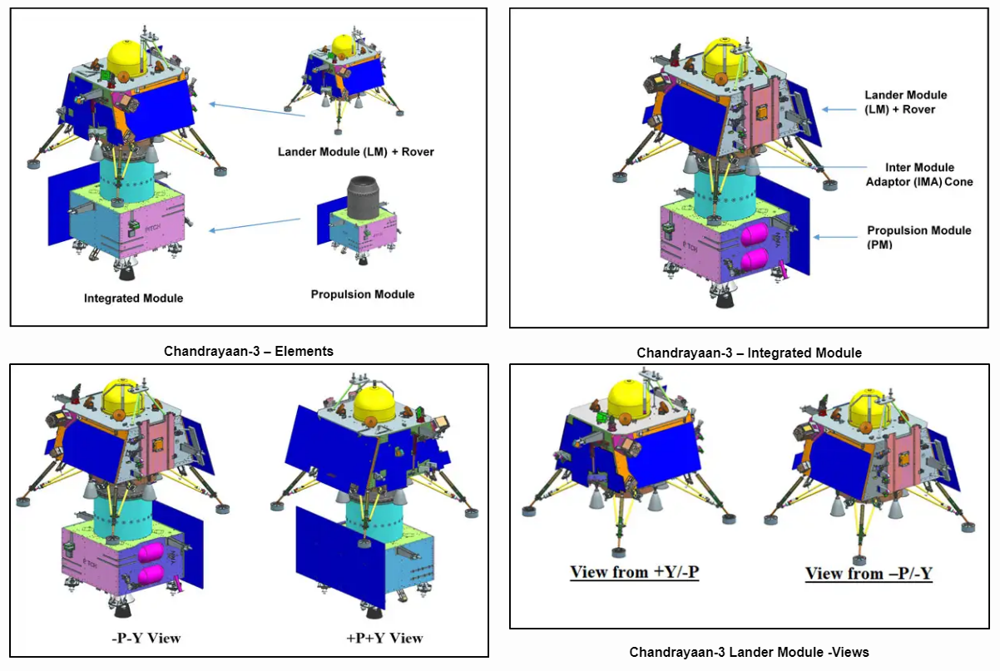 Lander Module (LM) + Rover
PITCH
Integrated Module
Propulsion Module
Chandrayaan-3 – Elements
Lander Module
(LM) + Rover
Inter Module
Adaptor (IMA) Cone
Propulsion Module
(PM)
Chandrayaan-3 – Integrated Module
-P-Y View
+P+Y View
View from +Y/-P
View from –P/-Y
Chandrayaan-3 Lander Module -Views